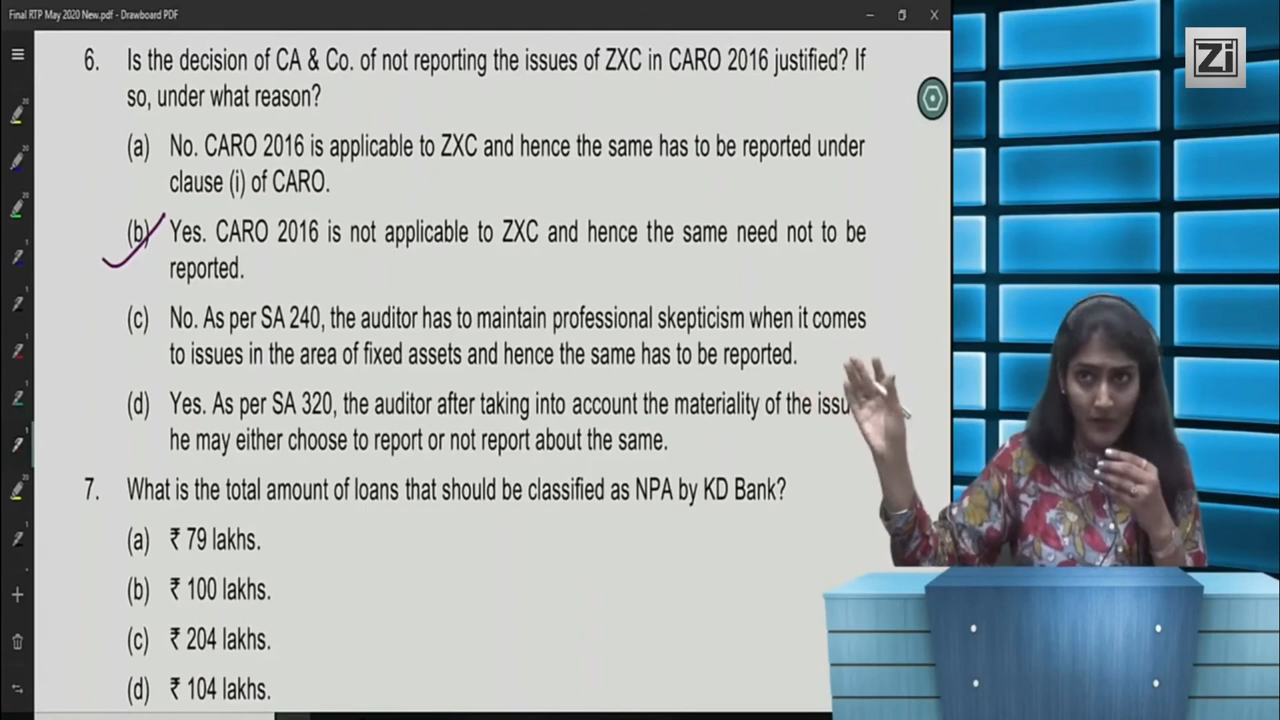 Final RTP May 2020 New.pdf - Drawboard PDF
Zi
6. Is the decision of CA & Co. of not reporting the issues of ZXC in CARO 2016 justified? If
so, under what reason?
(a) No. CARO 2016 is applicable to ZXC and hence the same has to be reported under
clause (i) of CARO.
(b) Yes. CARO 2016 is not applicable to ZXC and hence the same need not to be
reported.
(c) No. As per SA 240, the auditor has to maintain professional skepticism when it comes
to issues in the area of fixed assets and hence the same has to be reported.
(d) Yes. As per SA 320, the auditor after taking into account the materiality of the issu
he may either choose to report or not report about the same.
7. What is the total amount of loans that should be classified as NPA by KD Bank?
(a) ₹ 79 lakhs.
(b) ₹ 100 lakhs.
(c) ₹ 204 lakhs.
(d) ₹ 104 lakhs.